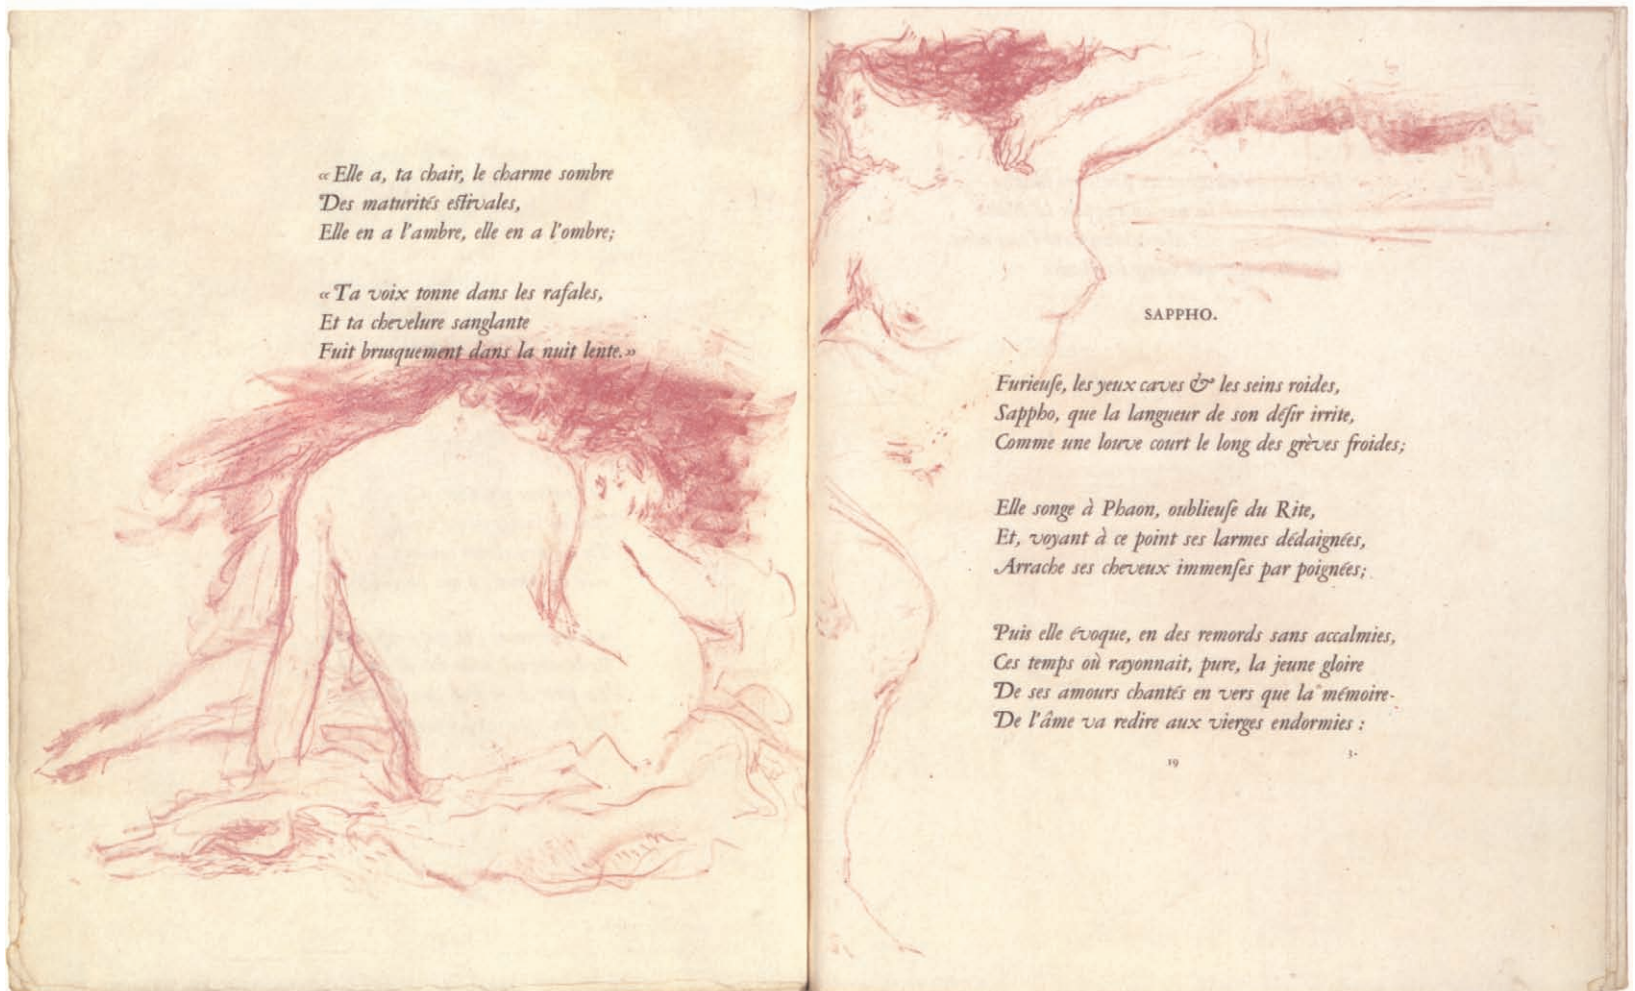 « Elle a, ta chair, le charme sombre
Des maturités estivales,
Elle en a l'ambre, elle en a l'ombre;
« Ta voix tonne dans les rafales,
Et ta chevelure sanglante
Fuit brusquement dans la nuit lente. »
SAPPHO.
Furieuſe, les yeux caves & les seins roides,
Sappho, que la langueur de son déſir irrite,
Comme une louve court le long des grèves froides;
Elle songe à Phaon, oublieuſe du Rite,
Et, voyant à ce point ses larmes dédaignées,
Arrache ses cheveux immenſes par poignées;
Puis elle évoque, en des remords sans accalmies,
Ces temps où rayonnait, pure, la jeune gloire
De ses amours chantés en vers que la mémoire
De l'âme va redire aux vierges endormies :
19 3.